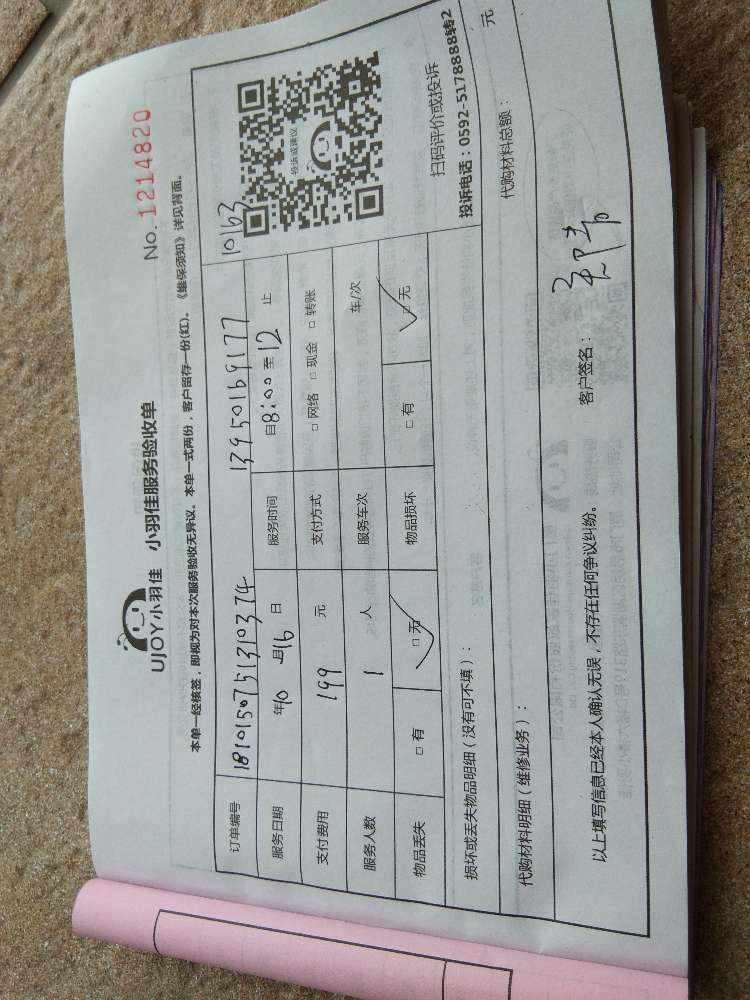 UJOY小羽佳 小羽佳服务验收单
No.1214820
本单一经核签，即视为对本次服务验收无异议。本单一式两份，客户留存一份(红)。《维保须知》详见背面。
订单编号 1810150751310374 13950169177 10163
服务日期 年10月16日 服务时间 自8:00至12止
支付费用 199 元 支付方式 □ 网络 □ 现金 □ 转账
服务人数 1 人 服务车次 车/次
物品丢失 □ 有 □ 无 物品损坏 □ 有 □ 无
投诉或建议
扫码评价或投诉
投诉电话：0592-5178888转2
损坏或丢失物品明细（没有可不填）：
代购材料明细（维修业务）： 代购材料总额： 元
以上填写信息已经本人确认无误，不存在任何争议纠纷。 客户签名：